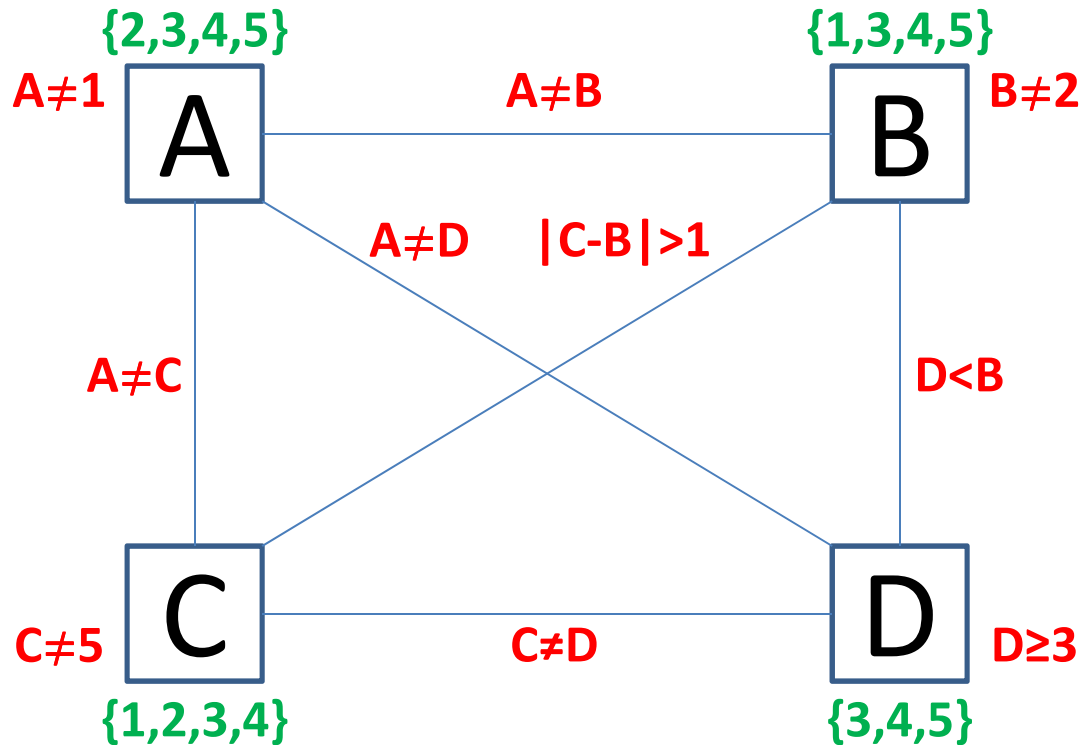 {2,3,4,5} {1,3,4,5}
A≠1 A≠B B≠2
A B
A≠D |C-B|>1
A≠C D<B
C D
C≠5 C≠D D≥3
{1,2,3,4} {3,4,5}